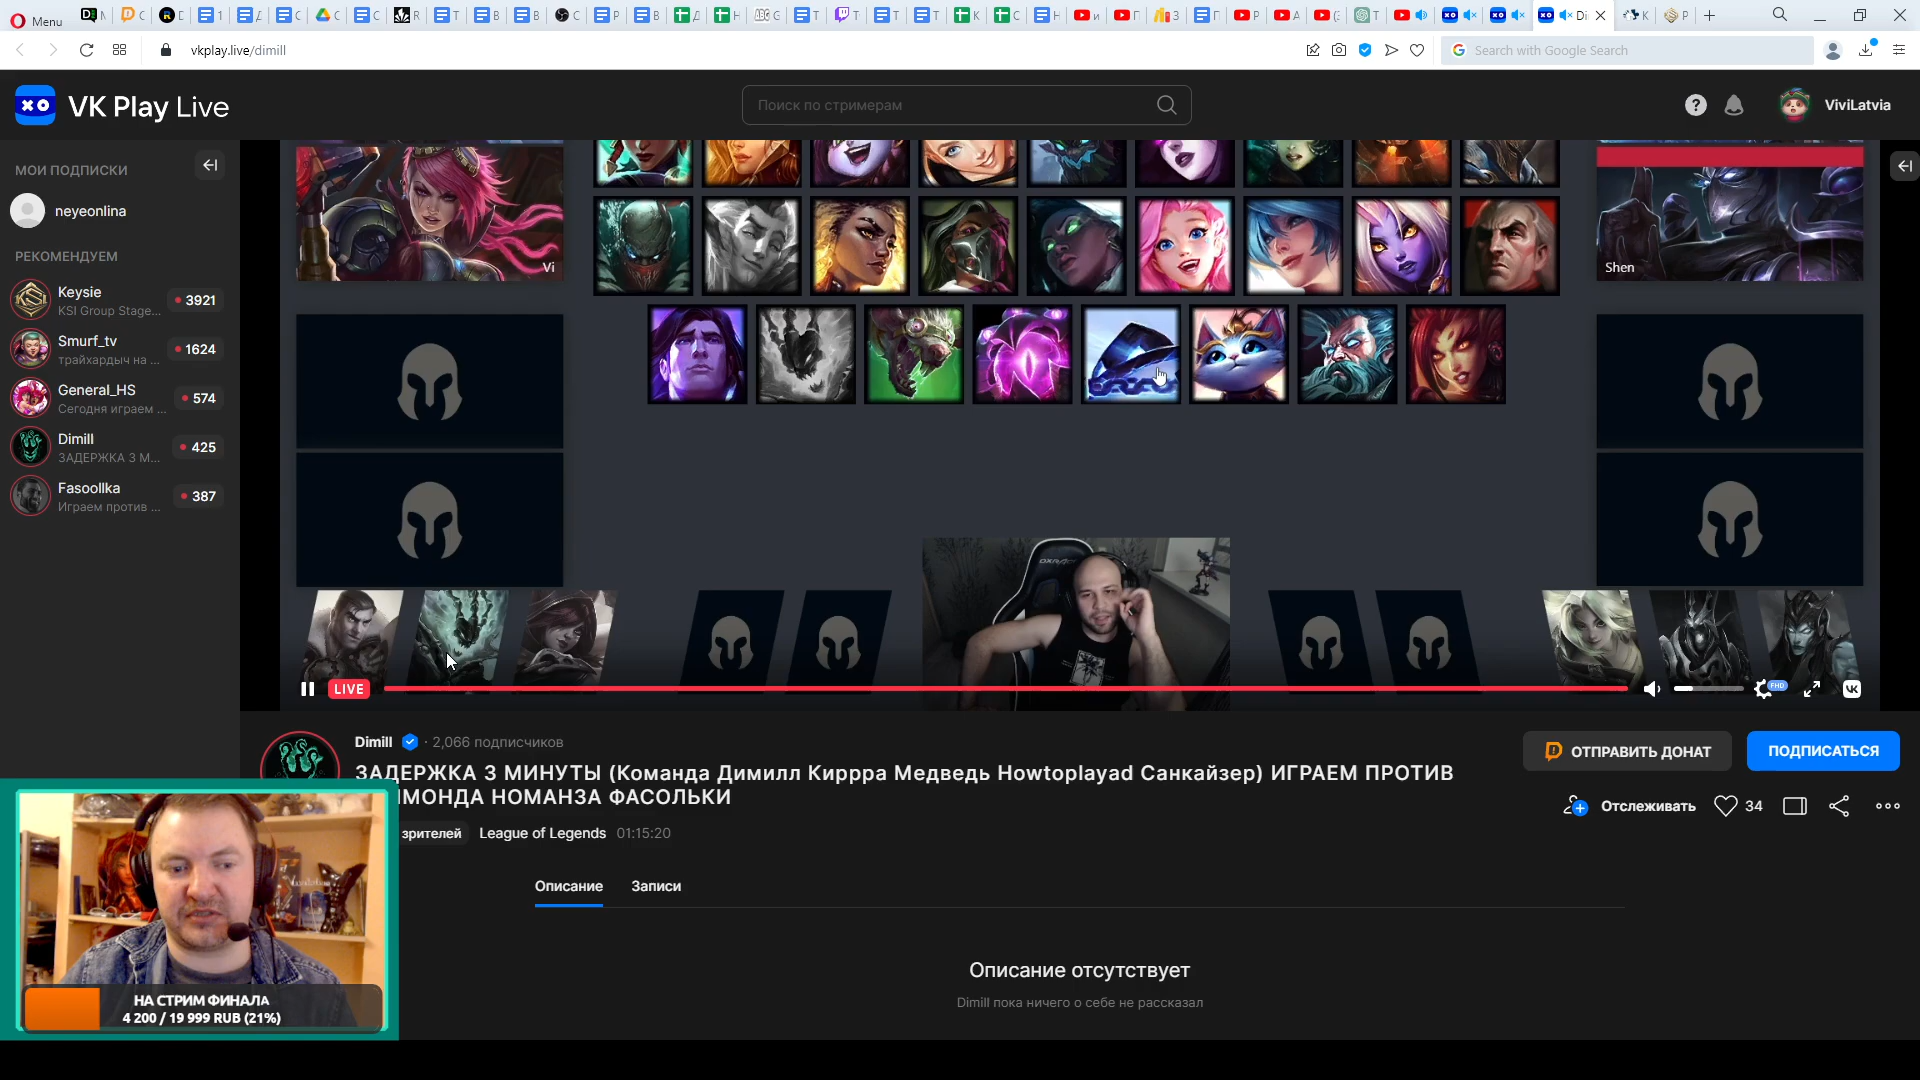 Menu
vkplay.live/dimill
Search with Google Search
VK Play Live
Поиск по стримерам
ViviLatvia
МОИ ПОДПИСКИ
neyeonlina
РЕКОМЕНДУЕМ
Keysie
KSI Group Stage...
3921
Smurf_tv
трайхардыч на ...
1624
General_HS
Сегодня играем ...
574
Dimill
ЗАДЕРЖКА 3 М...
425
Fasoollka
Играем против ...
387
Vi
Shen
LIVE
FHD
Dimill · 2,066 подписчиков
ЗАДЕРЖКА 3 МИНУТЫ (Команда Димилл Киррра Медведь Howtoplayad Санкайзер) ИГРАЕМ ПРОТИВ
ЙМОНДА НОМАНЗА ФАСОЛЬКИ
зрителей League of Legends 01:15:20
ОТПРАВИТЬ ДОНАТ
ПОДПИСАТЬСЯ
Отслеживать
34
Описание Записи
Описание отсутствует
Dimill пока ничего о себе не рассказал
НА СТРИМ ФИНАЛА
4 200 / 19 999 RUB (21%)